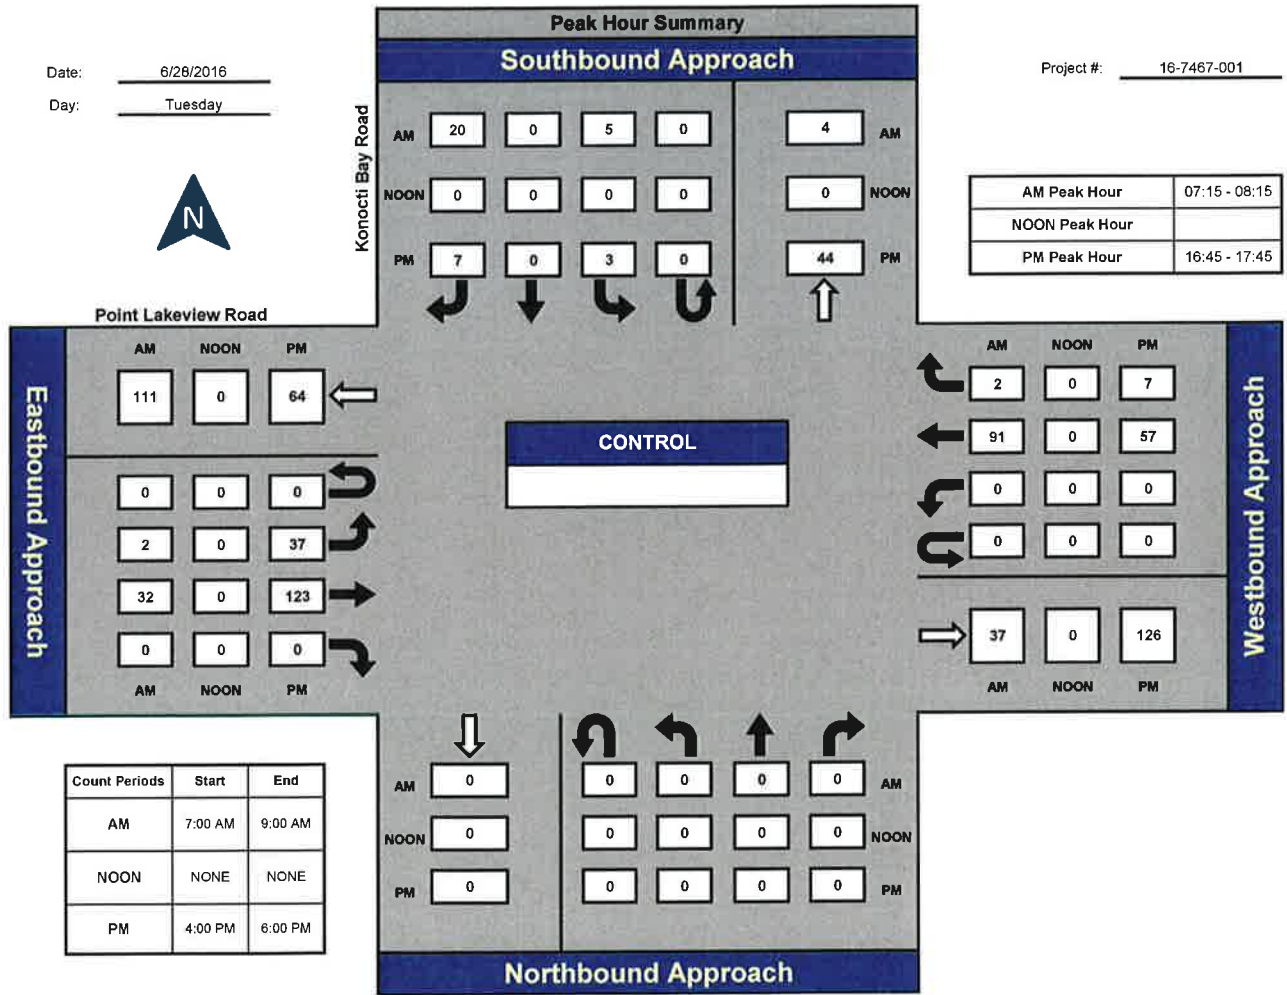 Peak Hour Summary
Southbound Approach
Date: 6/28/2016
Day: Tuesday
Project #: 16-7467-001
N
Konocti Bay Road
AM 20 0 5 0 4 AM
NOON 0 0 0 0 0 NOON
PM 7 0 3 0 44 PM
AM Peak Hour 07:15 - 08:15
NOON Peak Hour
PM Peak Hour 16:45 - 17:45
Point Lakeview Road
Eastbound Approach
AM NOON PM
111 0 64
0 0 0
2 0 37
32 0 123
0 0 0
AM NOON PM
CONTROL
AM NOON PM
2 0 7
91 0 57
0 0 0
0 0 0
37 0 126
AM NOON PM
Westbound Approach
Count Periods Start End
AM 7:00 AM 9:00 AM
NOON NONE NONE
PM 4:00 PM 6:00 PM
AM 0 0 0 0 0 AM
NOON 0 0 0 0 0 NOON
PM 0 0 0 0 0 PM
Northbound Approach